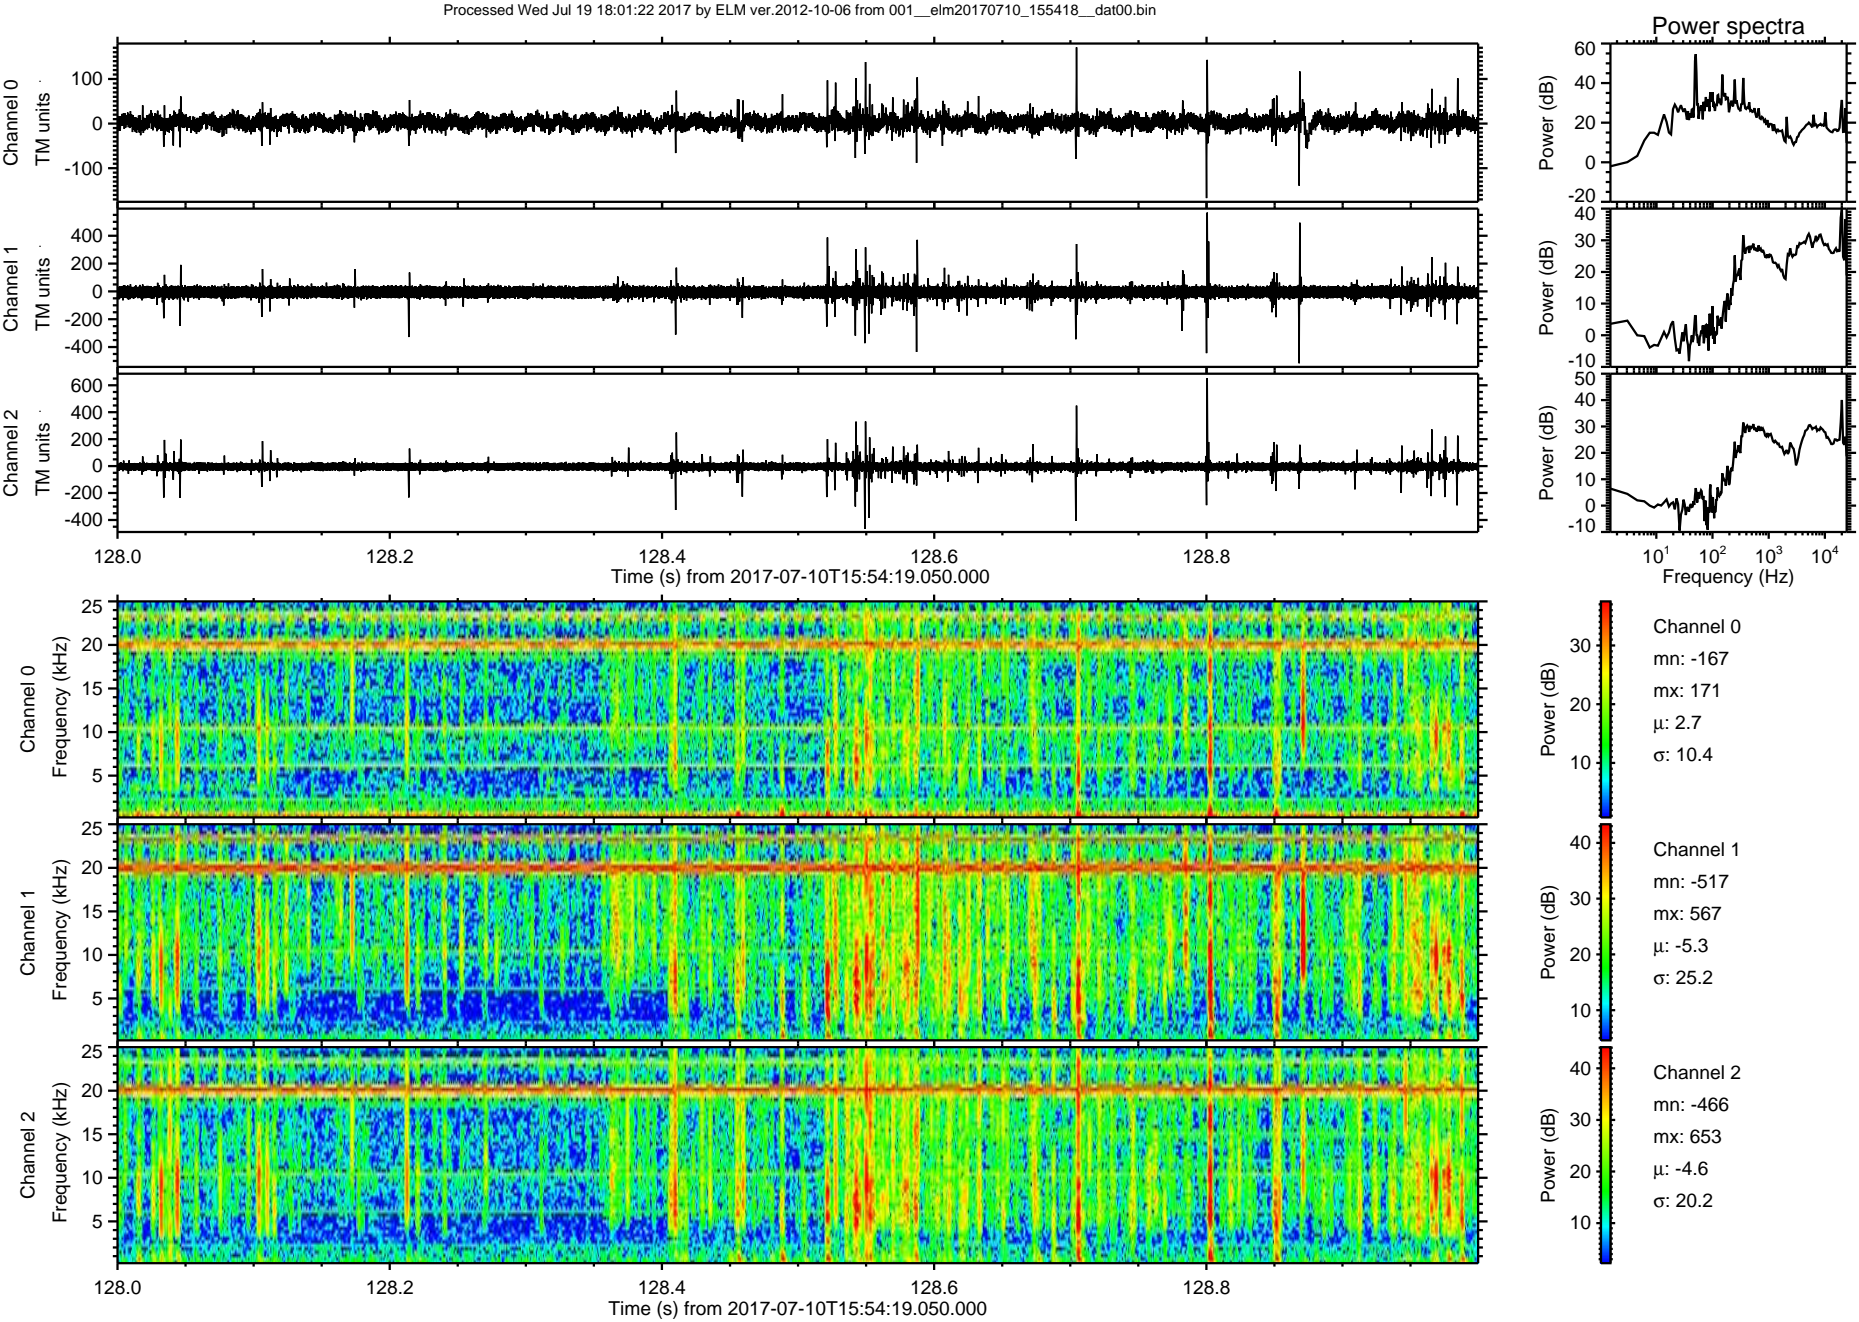 Processed Wed Jul 19 18:01:22 2017 by ELM ver.2012-10-06 from 001__elm20170710_155418__dat00.bin
Power spectra
Channel 0
TM units
100
0
-100
Power (dB)
60
40
20
0
-20
Channel 1
TM units
400
200
0
-200
-400
Power (dB)
40
30
20
10
0
-10
Channel 2
TM units
600
400
200
0
-200
-400
Power (dB)
50
40
30
20
10
0
-10
128.0 128.2 128.4 128.6 128.8
Time (s) from 2017-07-10T15:54:19.050.000
10¹ 10² 10³ 10⁴
Frequency (Hz)
Channel 0
Frequency (kHz)
25
20
15
10
5
Power (dB)
30
20
10
Channel 0
mn: -167
mx: 171
μ: 2.7
σ: 10.4
Channel 1
Frequency (kHz)
25
20
15
10
5
Power (dB)
40
30
20
10
Channel 1
mn: -517
mx: 567
μ: -5.3
σ: 25.2
Channel 2
Frequency (kHz)
25
20
15
10
5
Power (dB)
40
30
20
10
Channel 2
mn: -466
mx: 653
μ: -4.6
σ: 20.2
128.0 128.2 128.4 128.6 128.8
Time (s) from 2017-07-10T15:54:19.050.000